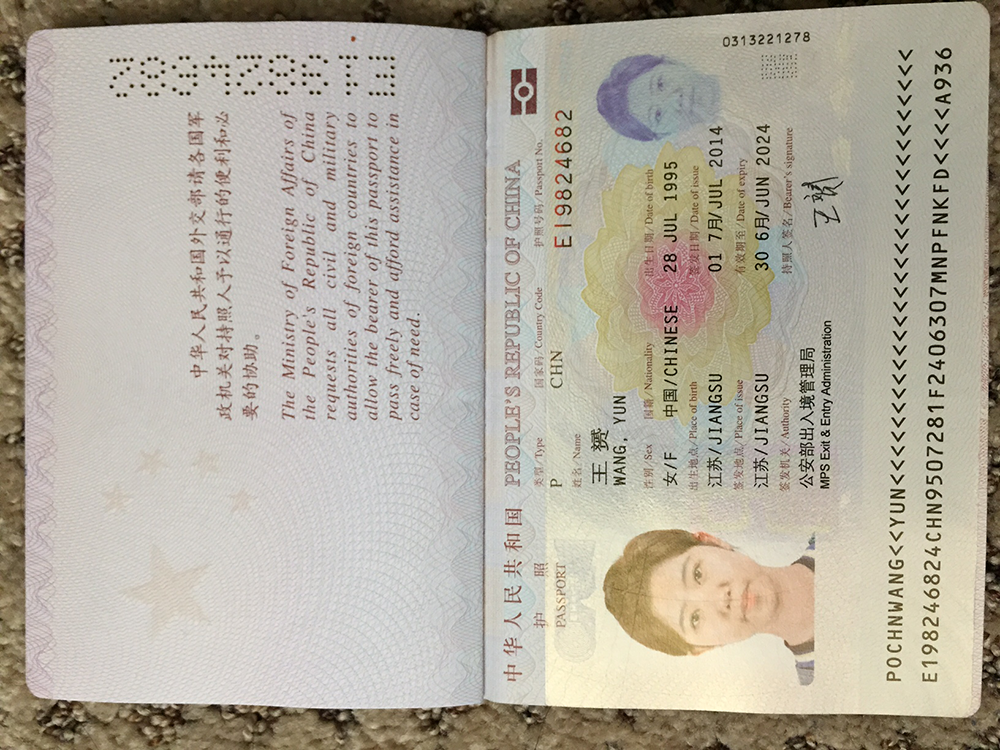 E19824682
中华人民共和国外交部请各国军
政机关对持照人予以通行的便利和必
要的协助。
The Ministry of Foreign Affairs of
the People's Republic of China
requests all civil and military
authorities of foreign countries to
allow the bearer of this passport to
pass freely and afford assistance in
case of need.
中华人民共和国 PEOPLE'S REPUBLIC OF CHINA
护 照 类型/Type 国家码/Country Code 护照号码/Passport No.
PASSPORT P CHN E19824682
姓名/Name
王赟
WANG, YUN
性别/Sex 国籍/Nationality 出生日期/Date of birth
女/F 中国/CHINESE 28 JUL 1995
出生地点/Place of birth 签发日期/Date of issue
江苏/JIANGSU 01 7月/JUL 2014
签发地点/Place of issue 有效期至/Date of expiry
江苏/JIANGSU 30 6月/JUN 2024
签发机关/Authority 持照人签名/Bearer's signature
公安部出入境管理局
MPS Exit & Entry Administration
0313221278
POCHNWANG<<YUN<<<<<<<<<<<<<<<<<<<<<<<<<<<<<<
E198246824CHN9507281F2406307MNPFNKFD<<<<A936